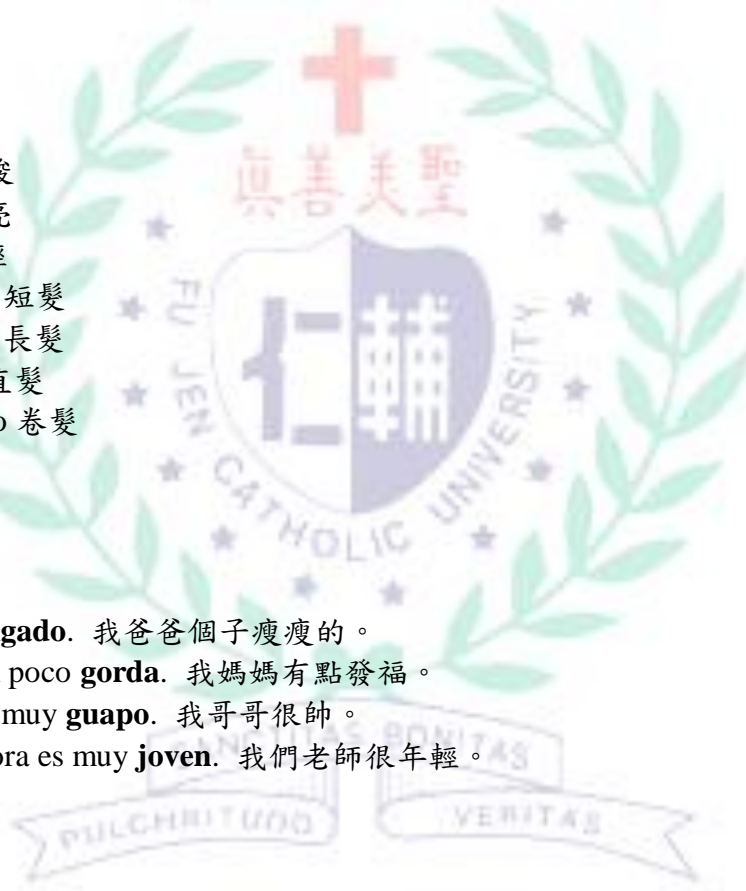 真善美聖
亮
短髮
長髮
直髮
o 卷髮
FU JEN CATHOLIC UNIVERSITY
仁輔
gado. 我爸爸個子瘦瘦的。
poco gorda. 我媽媽有點發福。
muy guapo. 我哥哥很帥。
ora es muy joven. 我們老師很年輕。
SANCTITAS BONITAS
PULCHRITUDO
VERITAS